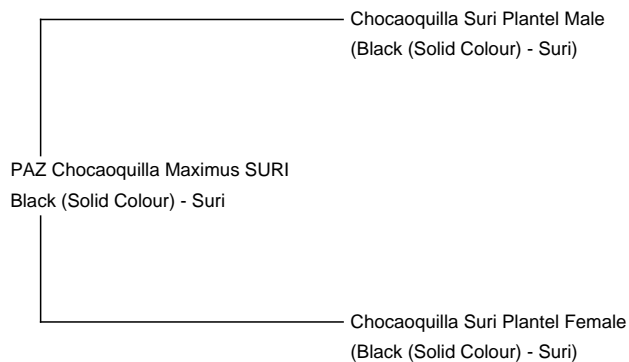 Chocaoquilla Suri Plantel Male
(Black (Solid Colour) - Suri)
PAZ Chocaoquilla Maximus SURI
Black (Solid Colour) - Suri
Chocaoquilla Suri Plantel Female
(Black (Solid Colour) - Suri)